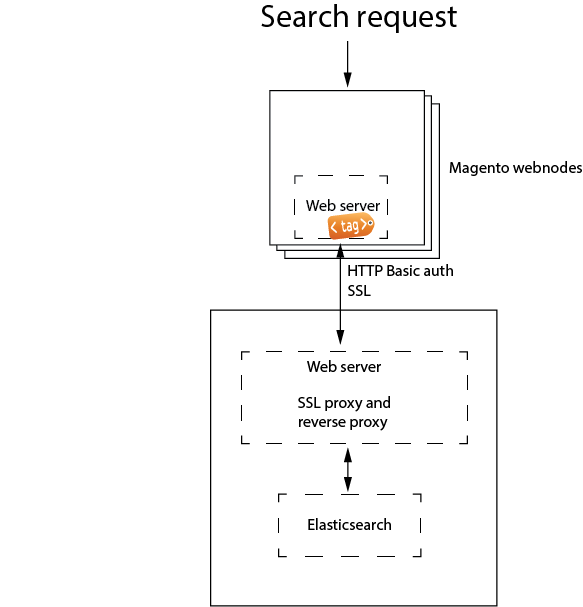 Search request
Magento webnodes
Web server
< tag >
HTTP Basic auth
SSL
Web server
SSL proxy and
reverse proxy
Elasticsearch